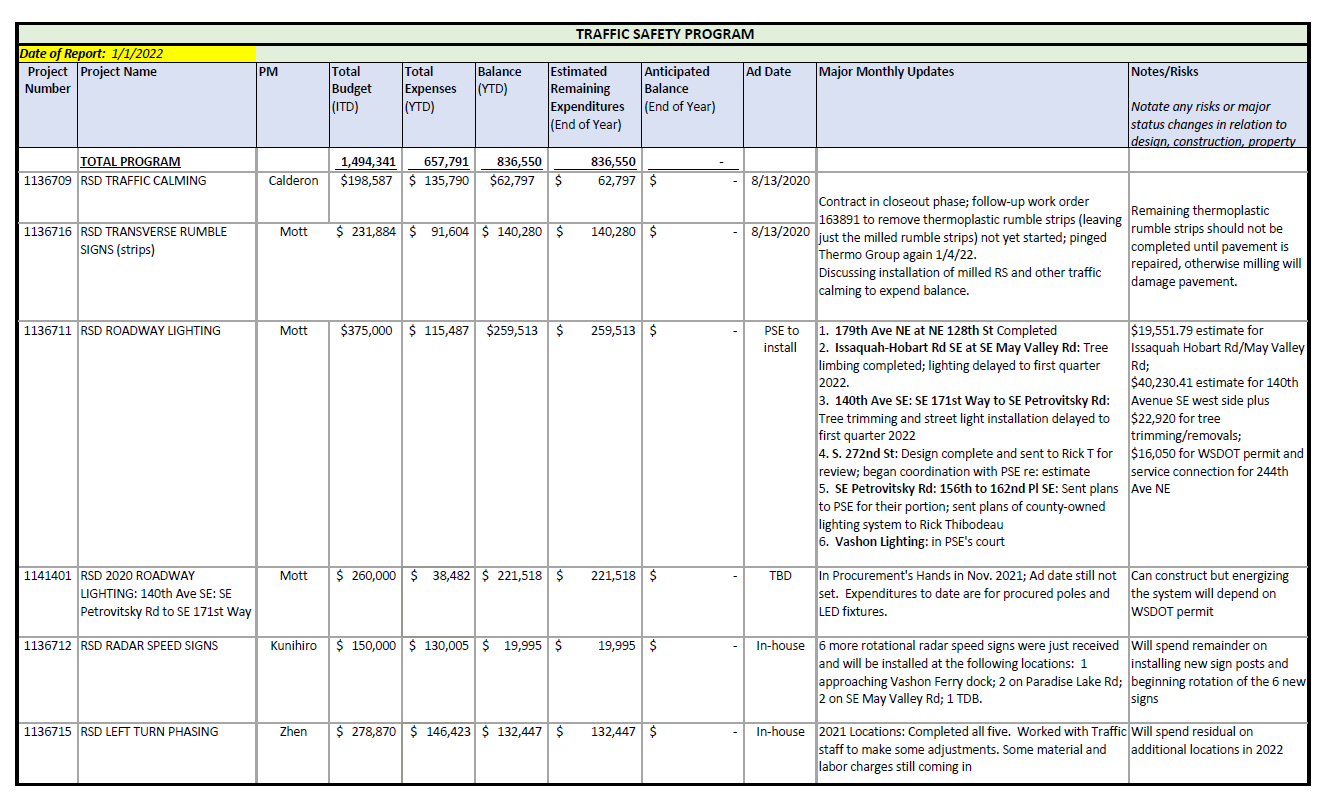 TRAFFIC SAFETY PROGRAM
Date of Report: 1/1/2022
Project Number
Project Name
PM
Total Budget (ITD)
Total Expenses (YTD)
Balance (YTD)
Estimated Remaining Expenditures (End of Year)
Anticipated Balance (End of Year)
Ad Date
Major Monthly Updates
Notes/Risks
Notate any risks or major
status changes in relation to
design, construction, property
TOTAL PROGRAM 1,494,341 657,791 836,550 836,550 -
1136709 RSD TRAFFIC CALMING Calderon $198,587 $ 135,790 $62,797 $ 62,797 $ - 8/13/2020
1136716 RSD TRANSVERSE RUMBLE Mott $ 231,884 $ 91,604 $ 140,280 $ 140,280 $ - 8/13/2020
SIGNS (strips)
Contract in closeout phase; follow-up work order
163891 to remove thermoplastic rumble strips (leaving
just the milled rumble strips) not yet started; pinged
Thermo Group again 1/4/22.
Discussing installation of milled RS and other traffic
calming to expend balance.
Remaining thermoplastic
rumble strips should not be
completed until pavement is
repaired, otherwise milling will
damage pavement.
1136711 RSD ROADWAY LIGHTING Mott $375,000 $ 115,487 $259,513 $ 259,513 $ - PSE to
install
1. 179th Ave NE at NE 128th St Completed
2. Issaquah-Hobart Rd SE at SE May Valley Rd: Tree
limbing completed; lighting delayed to first quarter
2022.
3. 140th Ave SE: SE 171st Way to SE Petrovitsky Rd:
Tree trimming and street light installation delayed to
first quarter 2022
4. S. 272nd St: Design complete and sent to Rick T for
review; began coordination with PSE re: estimate
5. SE Petrovitsky Rd: 156th to 162nd Pl SE: Sent plans
to PSE for their portion; sent plans of county-owned
lighting system to Rick Thibodeau
6. Vashon Lighting: in PSE's court
$19,551.79 estimate for
Issaquah Hobart Rd/May Valley
Rd;
$40,230.41 estimate for 140th
Avenue SE west side plus
$22,920 for tree
trimming/removals;
$16,050 for WSDOT permit and
service connection for 244th
Ave NE
1141401 RSD 2020 ROADWAY Mott $ 260,000 $ 38,482 $ 221,518 $ 221,518 $ - TBD
LIGHTING: 140th Ave SE: SE
Petrovitsky Rd to SE 171st Way
In Procurement's Hands in Nov. 2021; Ad date still not
set. Expenditures to date are for procured poles and
LED fixtures.
Can construct but energizing
the system will depend on
WSDOT permit
1136712 RSD RADAR SPEED SIGNS Kunihiro $ 150,000 $ 130,005 $ 19,995 $ 19,995 $ - In-house
6 more rotational radar speed signs were just received
and will be installed at the following locations: 1
approaching Vashon Ferry dock; 2 on Paradise Lake Rd;
2 on SE May Valley Rd; 1 TDB.
Will spend remainder on
installing new sign posts and
beginning rotation of the 6 new
signs
1136715 RSD LEFT TURN PHASING Zhen $ 278,870 $ 146,423 $ 132,447 $ 132,447 $ - In-house
2021 Locations: Completed all five. Worked with Traffic
staff to make some adjustments. Some material and
labor charges still coming in
Will spend residual on
additional locations in 2022